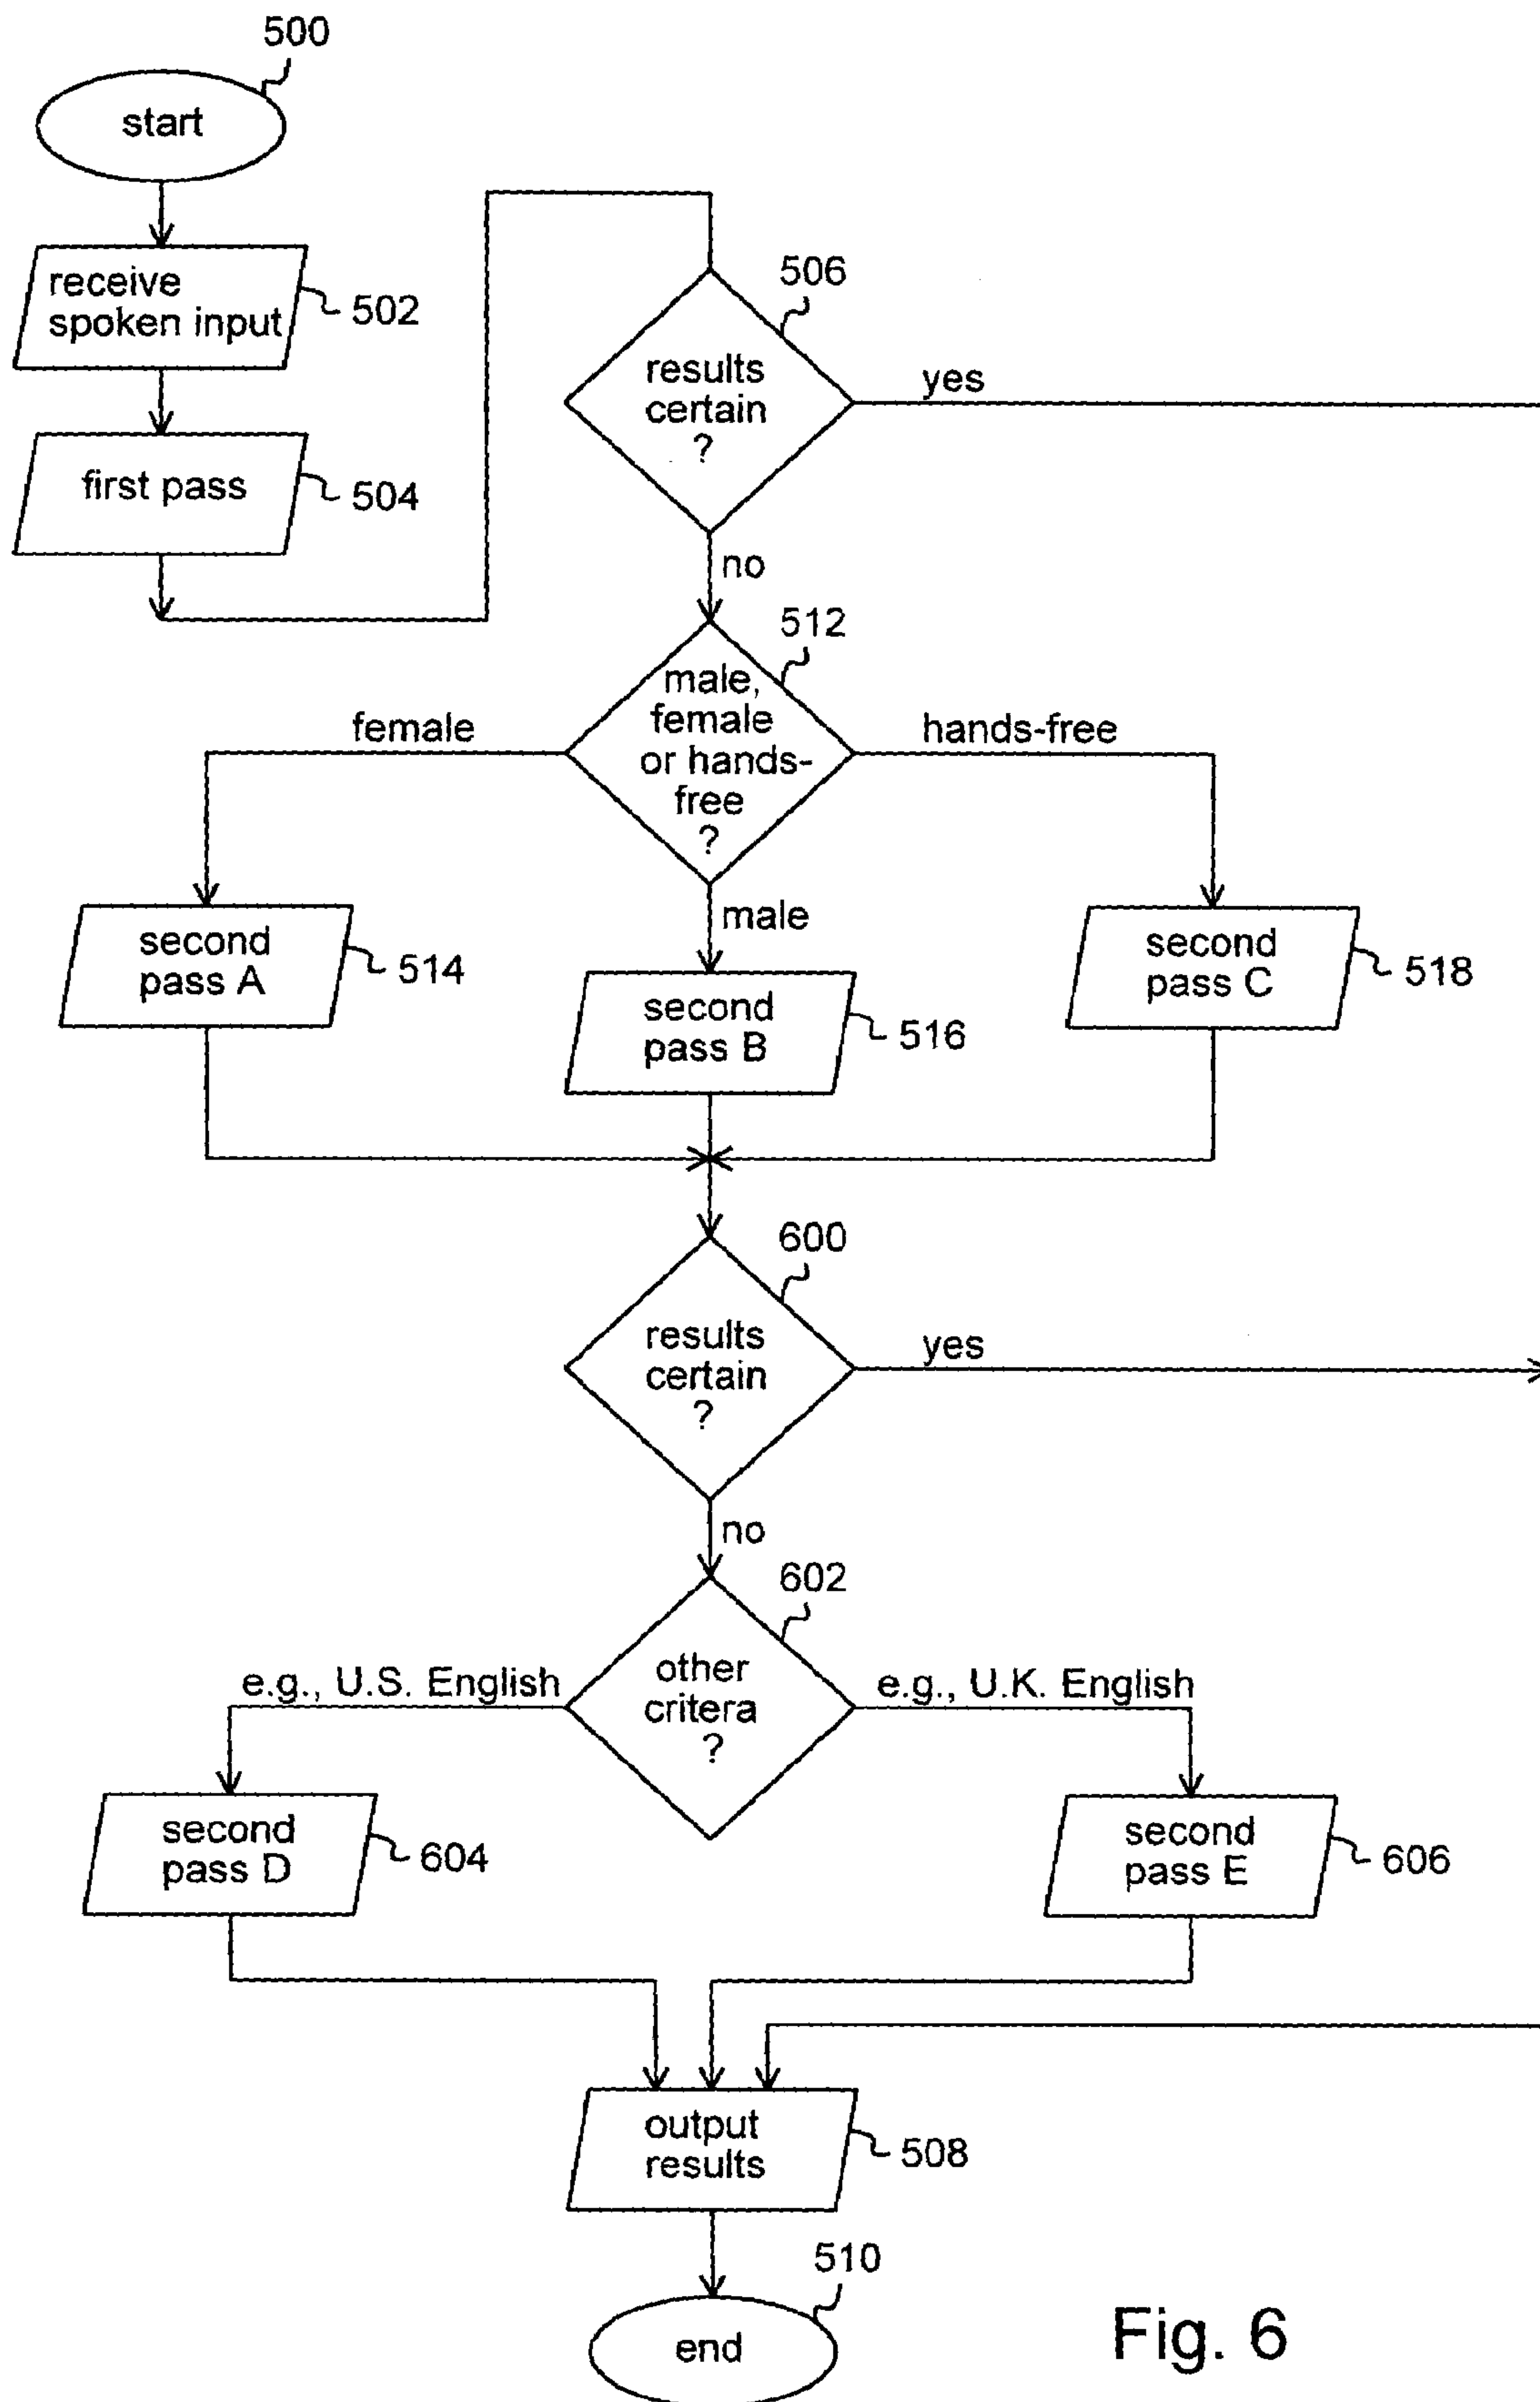 500
start
receive
spoken input
502
first pass
504
506
results
certain
?
yes
no
512
male,
female
or hands-
free
?
female
hands-free
male
second
pass A
514
second
pass B
516
second
pass C
518
600
results
certain
?
yes
no
602
other
critera
?
e.g., U.S. English
e.g., U.K. English
second
pass D
604
second
pass E
606
output
results
508
510
end
Fig. 6